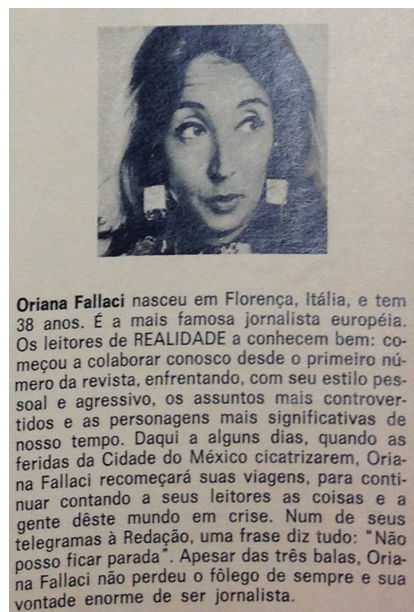 Oriana Fallaci nasceu em Florença, Itália, e tem
38 anos. É a mais famosa jornalista européia.
Os leitores de REALIDADE a conhecem bem: co-
meçou a colaborar conosco desde o primeiro nú-
mero da revista, enfrentando, com seu estilo pes-
soal e agressivo, os assuntos mais controver-
tidos e as personagens mais significativas de
nosso tempo. Daqui a alguns dias, quando as
feridas da Cidade do México cicatrizarem, Oria-
na Fallaci recomeçará suas viagens, para conti-
nuar contando a seus leitores as coisas e a
gente dêste mundo em crise. Num de seus
telegramas à Redação, uma frase diz tudo: "Não
posso ficar parada". Apesar das três balas, Oria-
na Fallaci não perdeu o fôlego de sempre e sua
vontade enorme de ser jornalista.